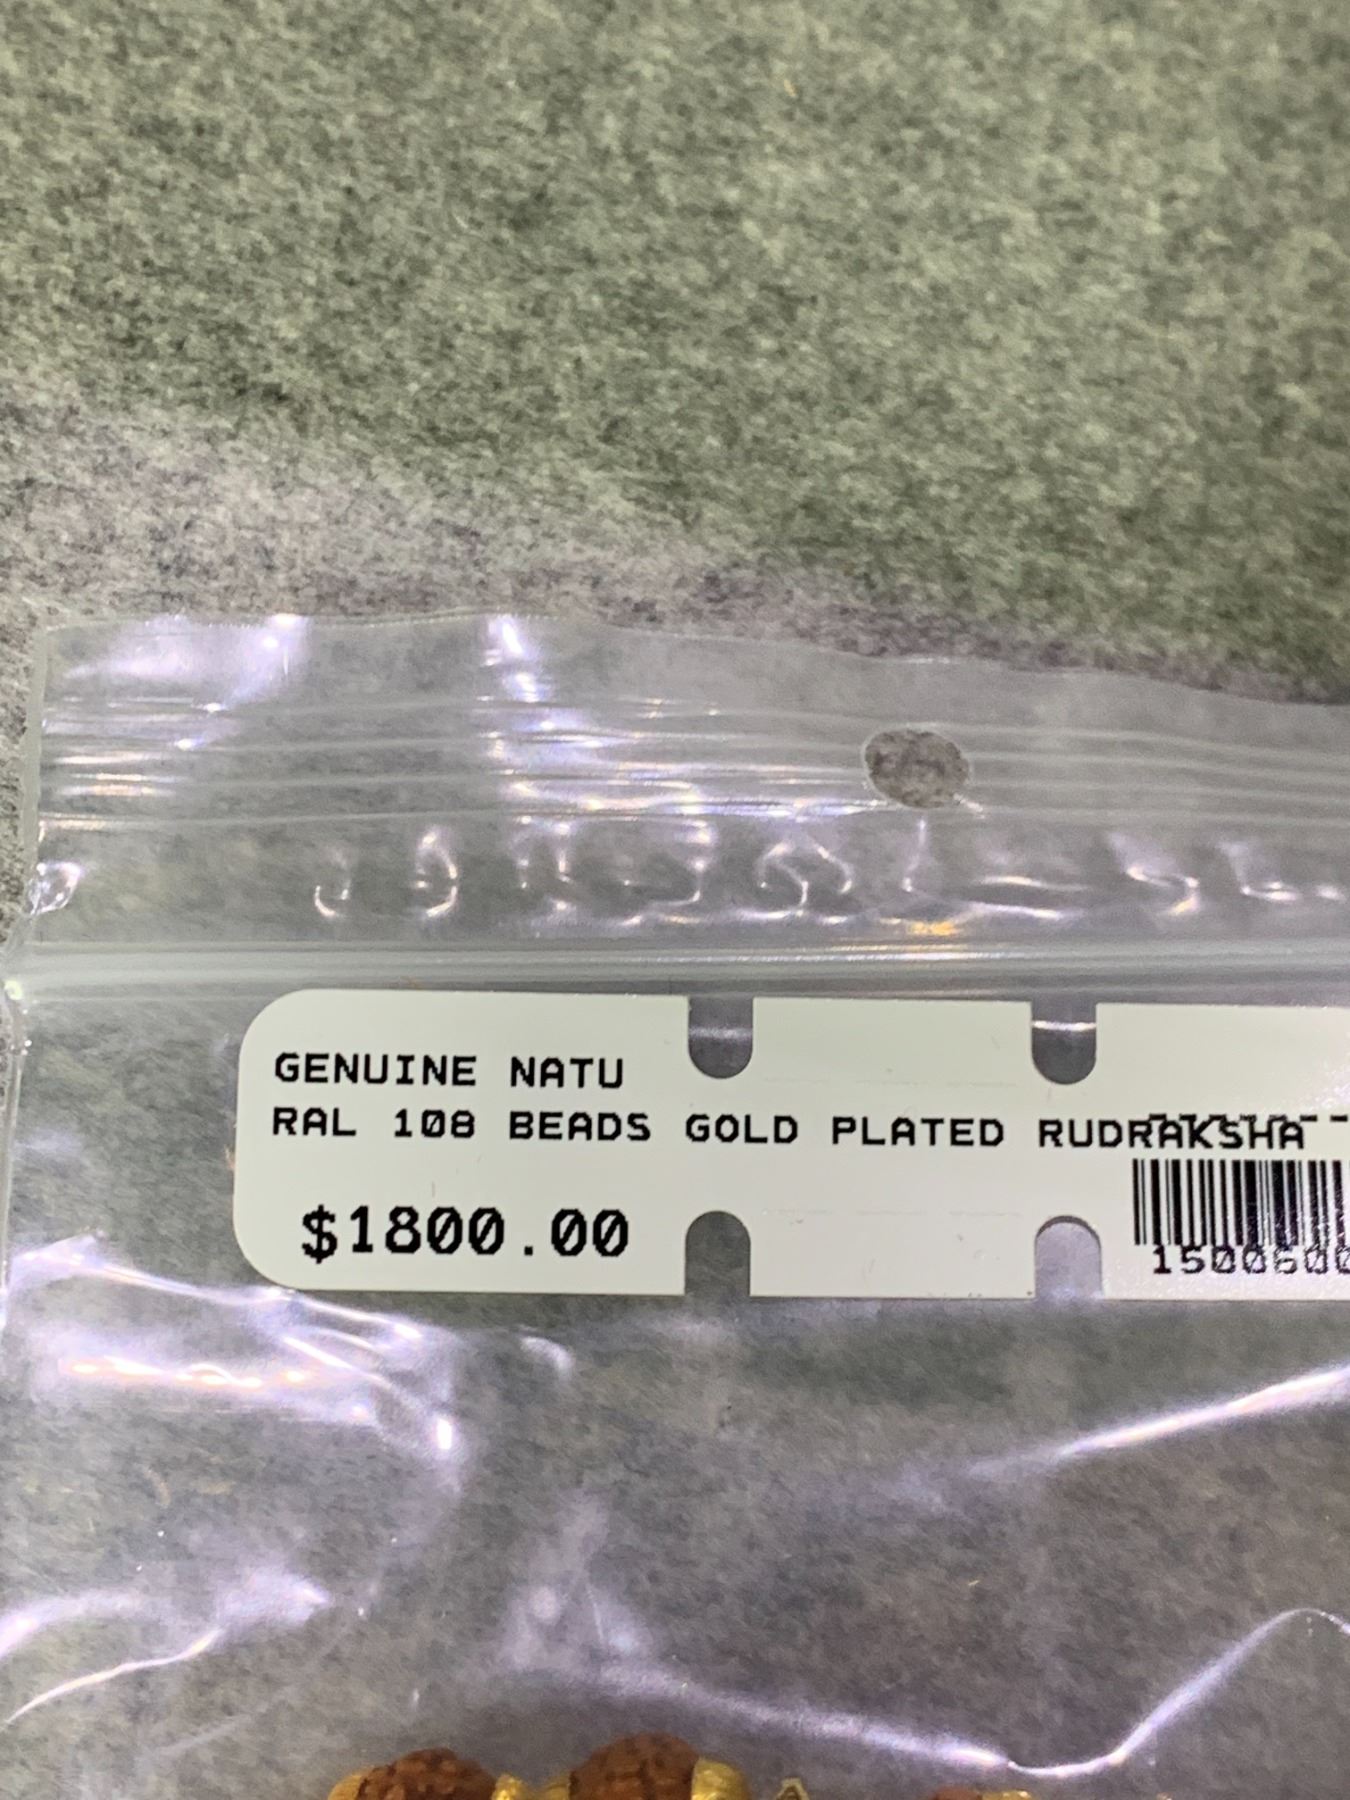 GENUINE NATU
RAL 108 BEADS GOLD PLATED RUDRAKSHA
$1800.00